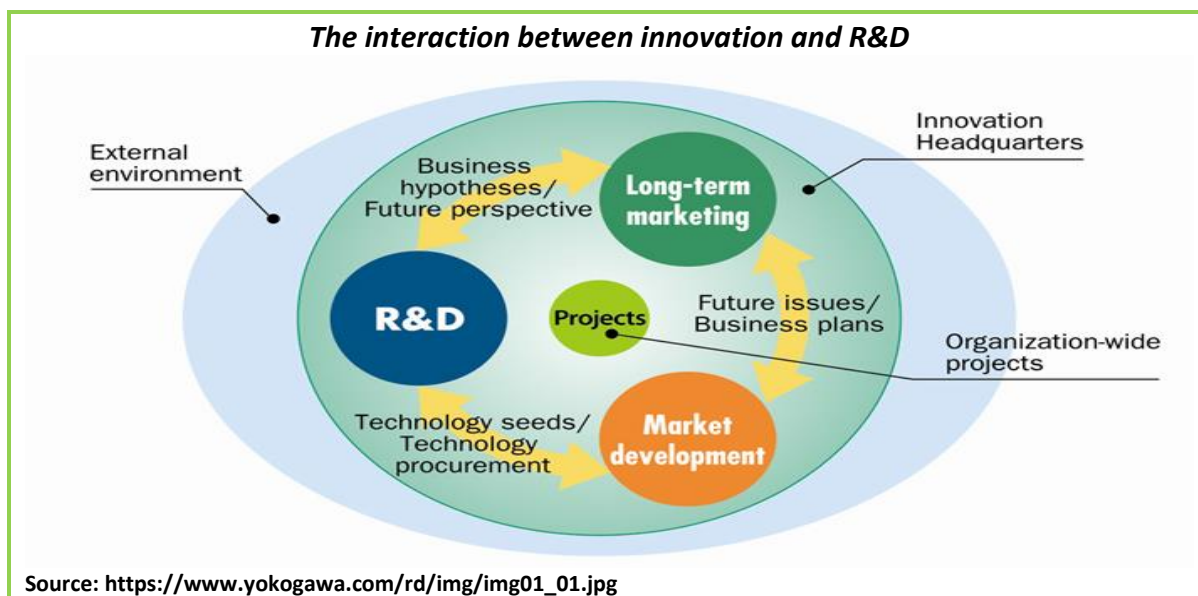 The interaction between innovation and R&D
External
environment
Business
hypotheses/
Future perspective
Long-term
marketing
Innovation
Headquarters
R&D
Projects
Future issues/
Business plans
Organization-wide
projects
Technology seeds/
Technology
procurement
Market
development
Source: https://www.yokogawa.com/rd/img/img01_01.jpg